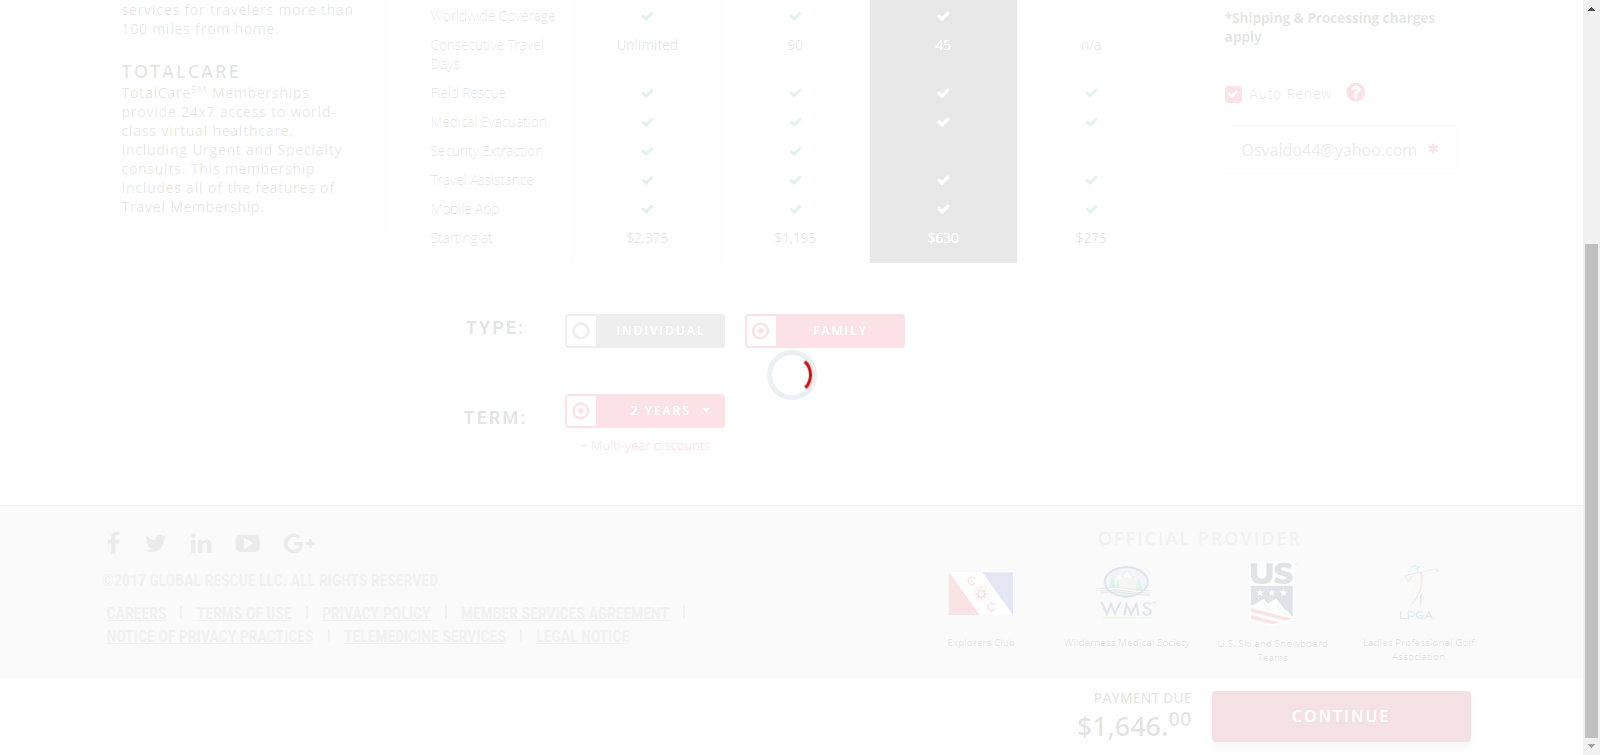 services for travelers more than
100 miles from home.
TOTALCARE
TotalCareSM Memberships
provide 24x7 access to world-
class virtual healthcare,
including Urgent and Specialty
consults. This membership
includes all of the features of
Travel Membership.
Worldwide Coverage
Consecutive Travel Unlimited 90 45 n/a
Days
Field Rescue
Medical Evacuation
Security Extraction
Travel Assistance
Mobile App
Starting at $2,375 $1,195 $630 $275
*Shipping & Processing charges
apply
Auto Renew ?
Osvaldo44@yahoo.com *
TYPE: INDIVIDUAL FAMILY
TERM: 2 YEARS
+ Multi-year discounts
©2017 GLOBAL RESCUE LLC. ALL RIGHTS RESERVED.
CAREERS | TERMS OF USE | PRIVACY POLICY | MEMBER SERVICES AGREEMENT |
NOTICE OF PRIVACY PRACTICES | TELEMEDICINE SERVICES | LEGAL NOTICE
OFFICIAL PROVIDER
WMS
US
LPGA
Explorers Club
Wilderness Medical Society
U.S. Ski and Snowboard
Teams
Ladies Professional Golf
Association
PAYMENT DUE
$1,646.00
CONTINUE